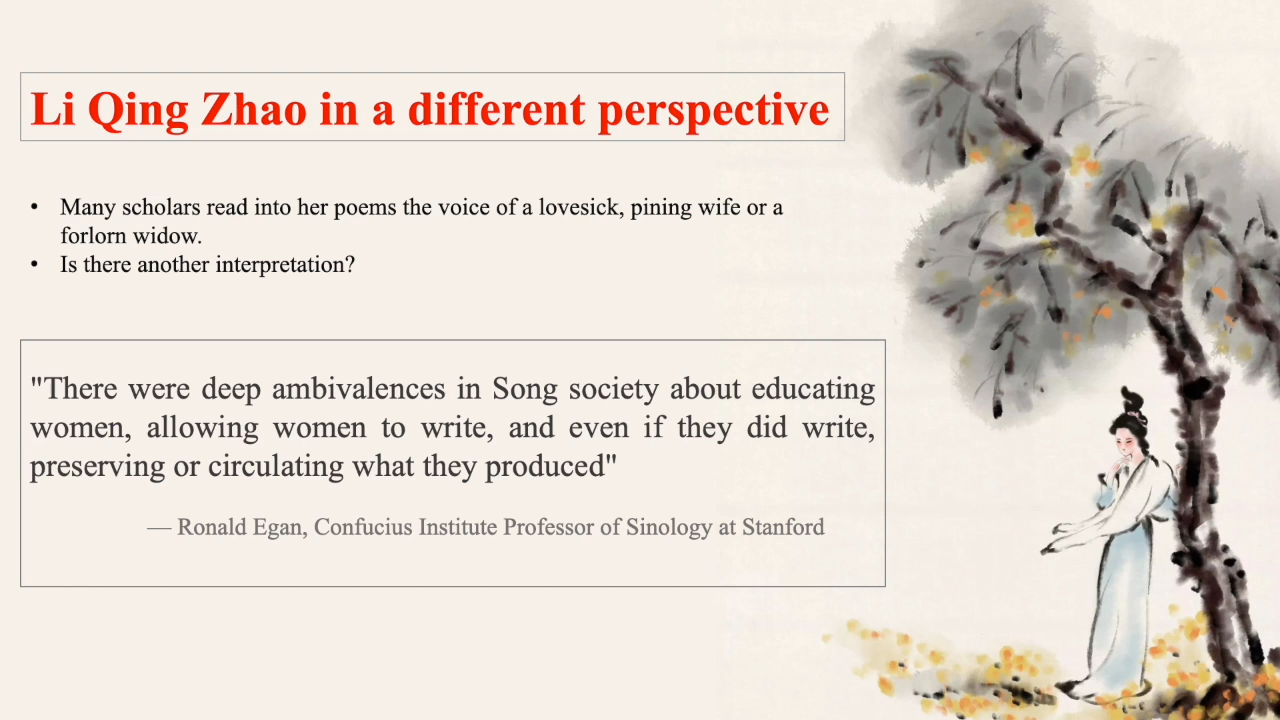 Li Qing Zhao in a different perspective
• Many scholars read into her poems the voice of a lovesick, pining wife or a
forlorn widow.
• Is there another interpretation?
"There were deep ambivalences in Song society about educating
women, allowing women to write, and even if they did write,
preserving or circulating what they produced"
— Ronald Egan, Confucius Institute Professor of Sinology at Stanford